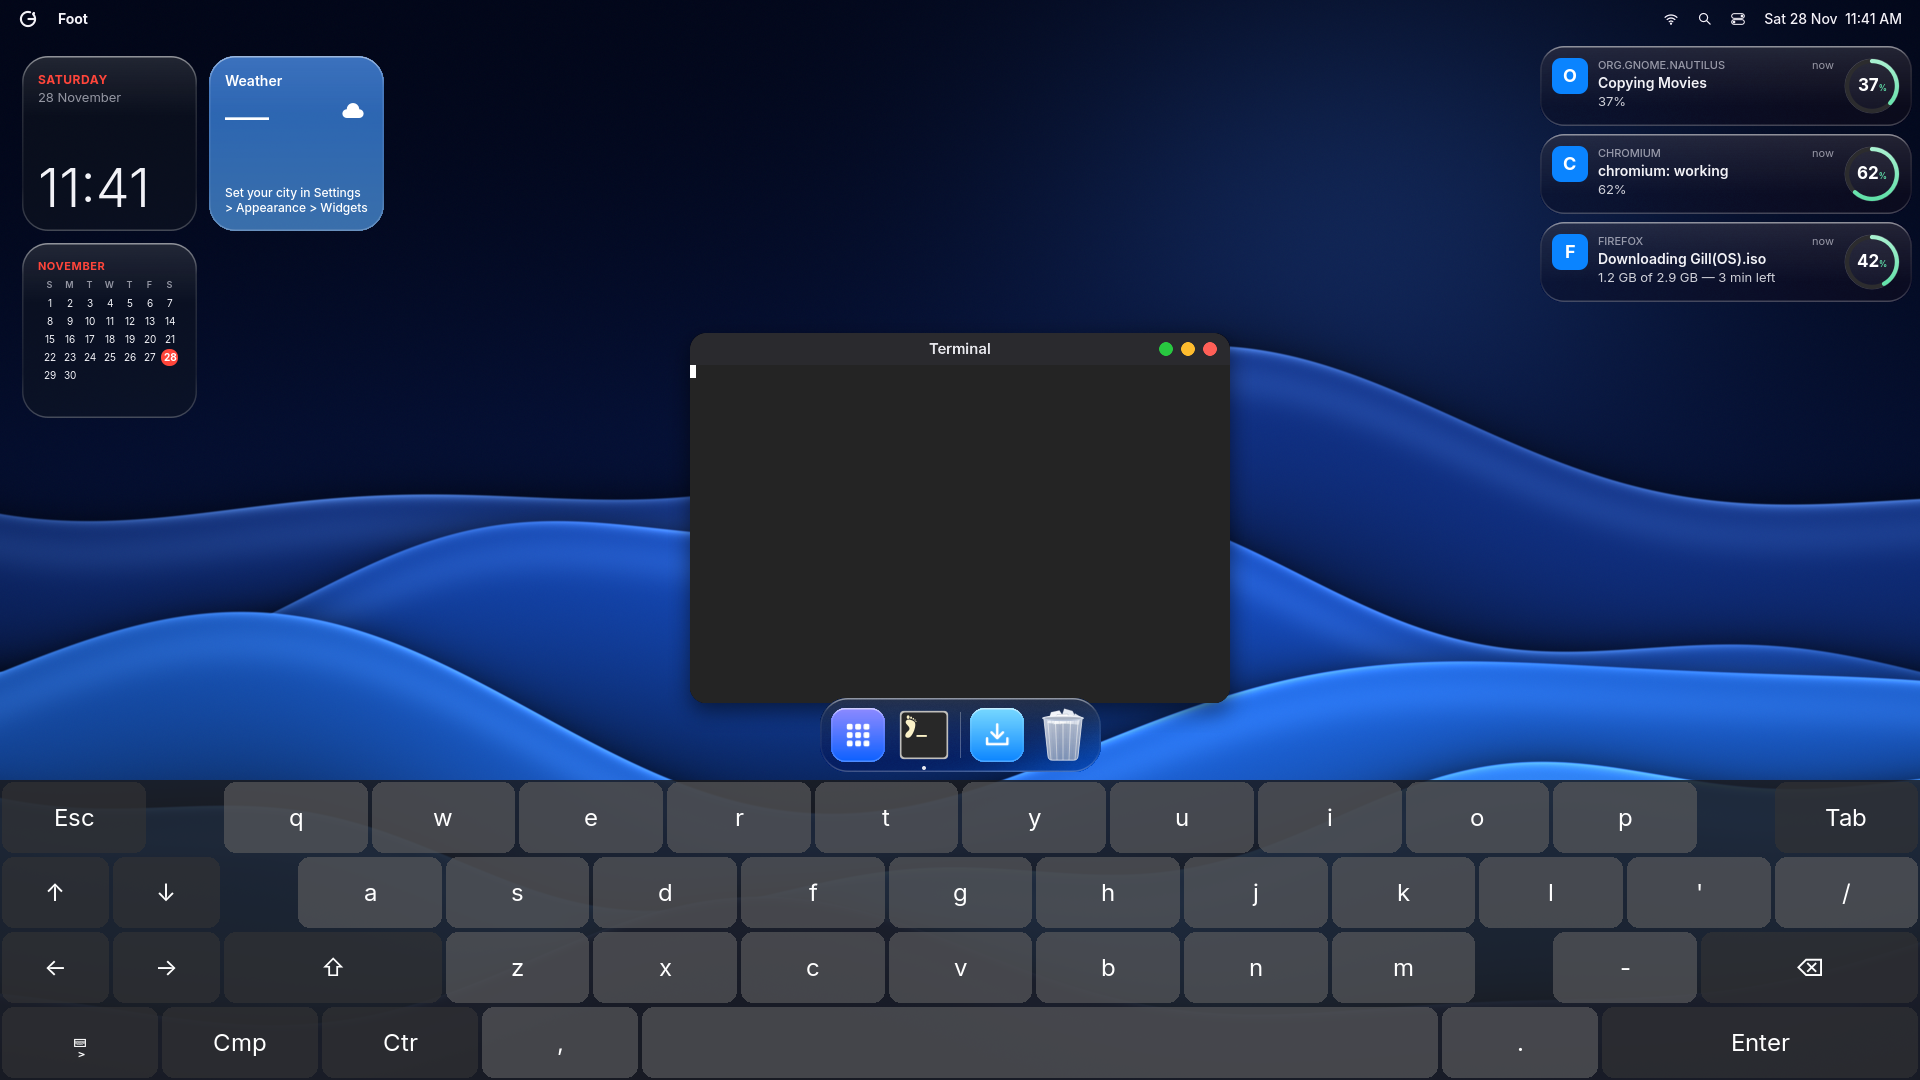 Foot
Sat 28 Nov 11:41 AM
SATURDAY
28 November
11:41
Weather
Set your city in Settings
> Appearance > Widgets
NOVEMBER
S M T W T F S
1 2 3 4 5 6 7
8 9 10 11 12 13 14
15 16 17 18 19 20 21
22 23 24 25 26 27 28
29 30
O
ORG.GNOME.NAUTILUS
now
Copying Movies
37%
37%
C
CHROMIUM
now
chromium: working
62%
62%
F
FIREFOX
now
Downloading Gill(OS).iso
1.2 GB of 2.9 GB — 3 min left
42%
Terminal
Esc q w e r t y u i o p Tab
↑ ↓ a s d f g h j k l ' /
← → z x c v b n m -
Cmp Ctr , . Enter